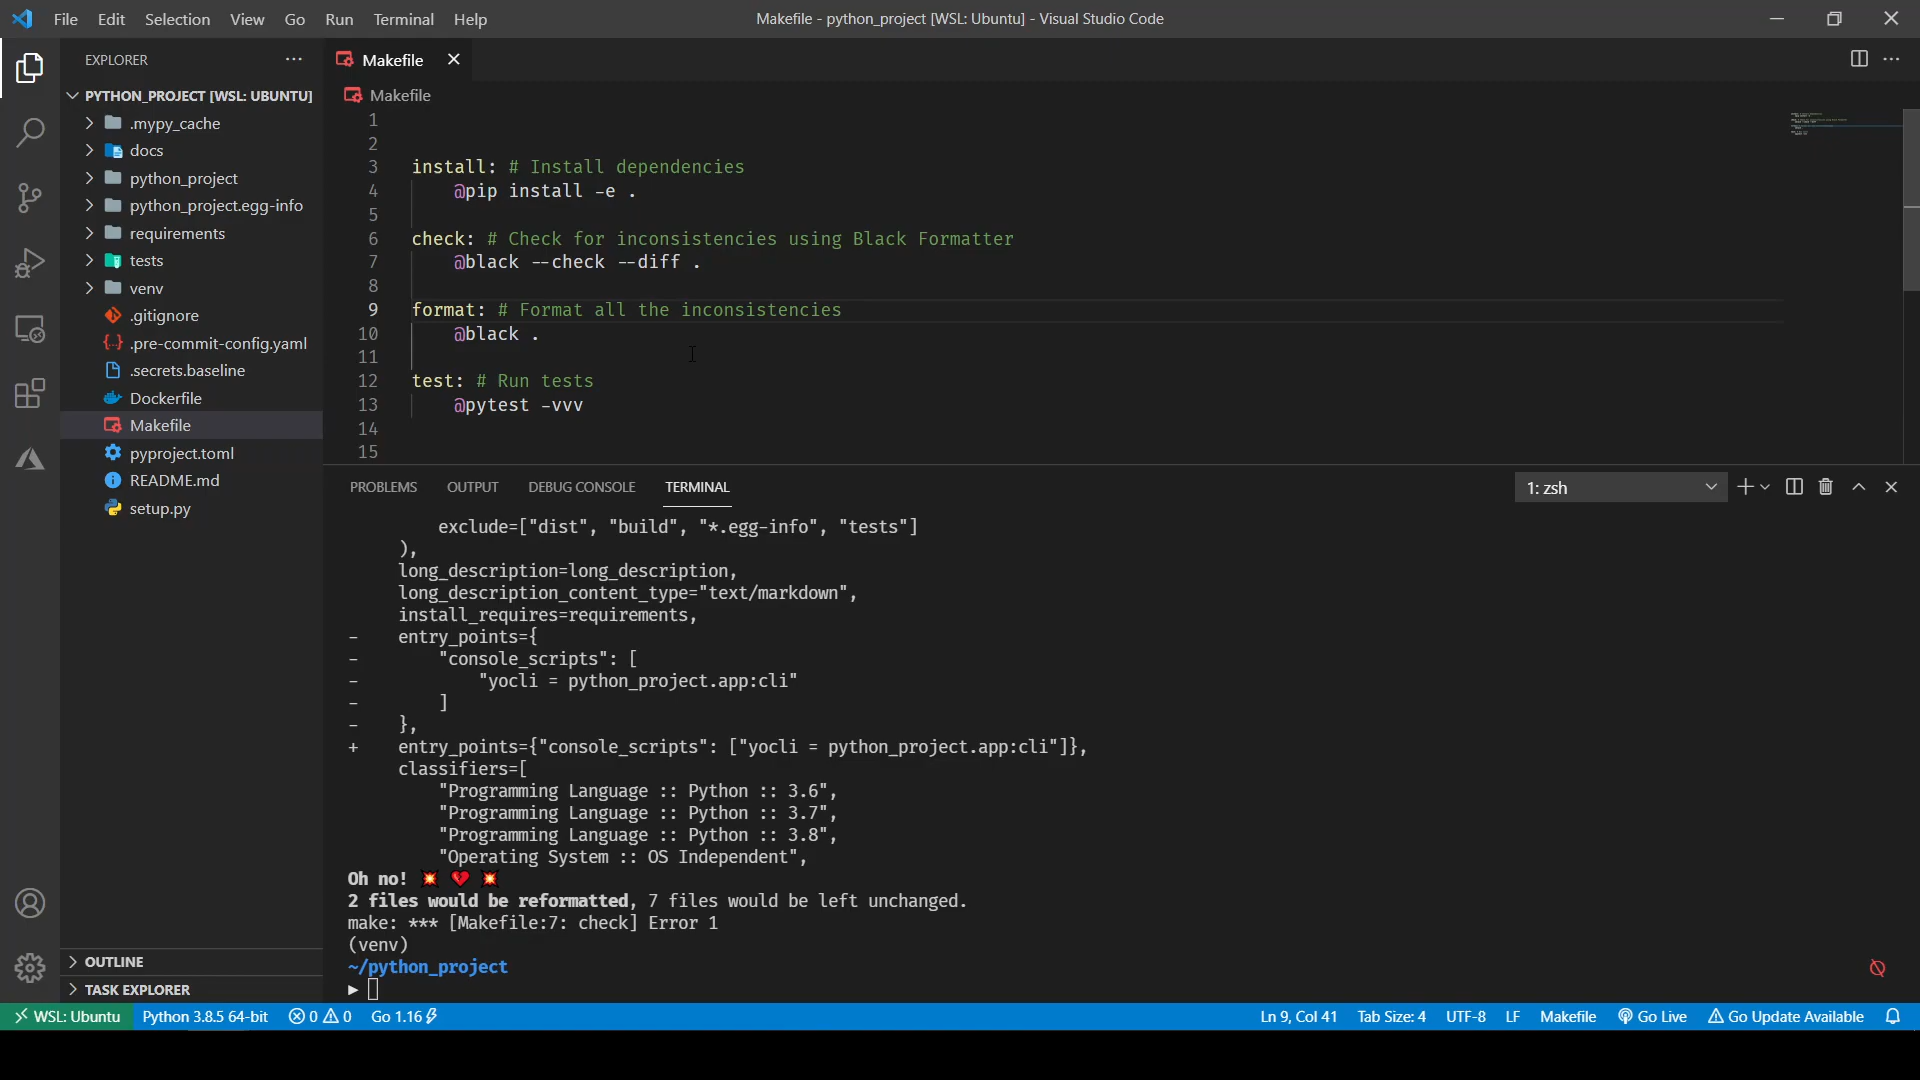 File Edit Selection View Go Run Terminal Help
Makefile - python_project [WSL: Ubuntu] - Visual Studio Code
EXPLORER
PYTHON_PROJECT [WSL: UBUNTU]
.mypy_cache
docs
python_project
python_project.egg-info
requirements
tests
venv
.gitignore
.pre-commit-config.yaml
.secrets.baseline
Dockerfile
Makefile
pyproject.toml
README.md
setup.py
OUTLINE
TASK EXPLORER
Makefile
Makefile
1
2
3 install: # Install dependencies
4 @pip install -e .
5
6 check: # Check for inconsistencies using Black Formatter
7 @black --check --diff .
8
9 format: # Format all the inconsistencies
10 @black .
11
12 test: # Run tests
13 @pytest -vvv
14
15
PROBLEMS OUTPUT DEBUG CONSOLE TERMINAL
1: zsh
exclude=["dist", "build", "*.egg-info", "tests"]
),
long_description=long_description,
long_description_content_type="text/markdown",
install_requires=requirements,
- entry_points={
- "console_scripts": [
- "yocli = python_project.app:cli"
- ]
- },
+ entry_points={"console_scripts": ["yocli = python_project.app:cli"]},
classifiers=[
"Programming Language :: Python :: 3.6",
"Programming Language :: Python :: 3.7",
"Programming Language :: Python :: 3.8",
"Operating System :: OS Independent",
Oh no! 💥 💔 💥
2 files would be reformatted, 7 files would be left unchanged.
make: *** [Makefile:7: check] Error 1
(venv)
~/python_project
WSL: Ubuntu Python 3.8.5 64-bit 0 0 Go 1.16 Ln 9, Col 41 Tab Size: 4 UTF-8 LF Makefile Go Live Go Update Available